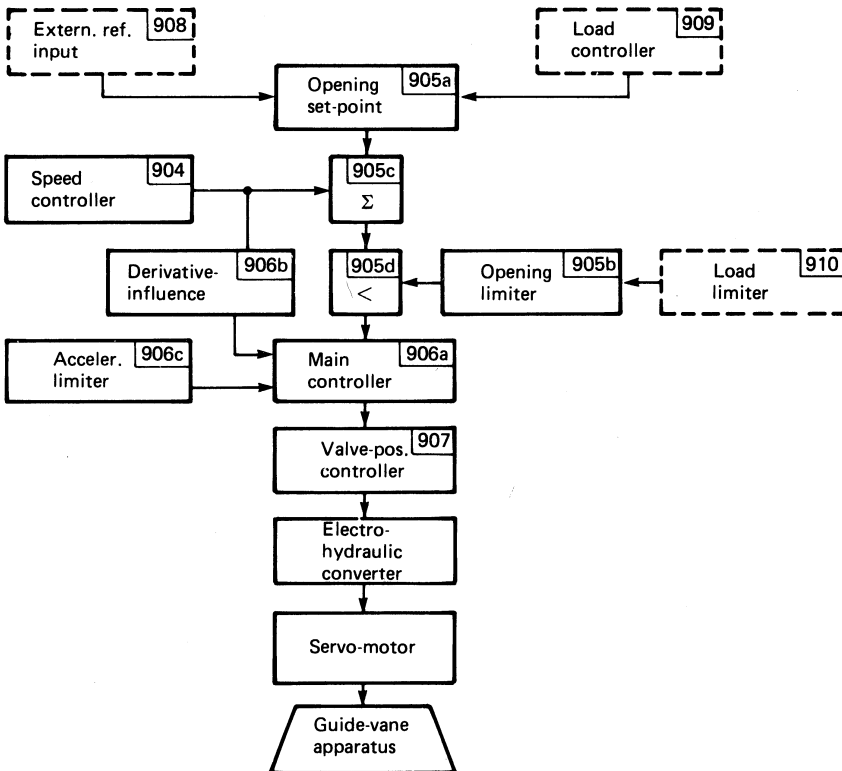 Extern. ref.
input
908
Load
controller
909
Opening
set-point
905a
Speed
controller
904
905c
Σ
Derivative-
influence
906b
905d
<
Opening
limiter
905b
Load
limiter
910
Acceler.
limiter
906c
Main
controller
906a
Valve-pos.
controller
907
Electro-
hydraulic
converter
Servo-motor
Guide-vane
apparatus